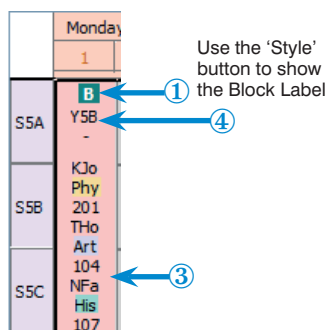 Monday
1
Use the ‘Style’
button to show
the Block Label
B
①
S5A
Y5B
④
-
KJo
Phy
S5B
201
THo
Art
104
S5C
③
NFa
His
107